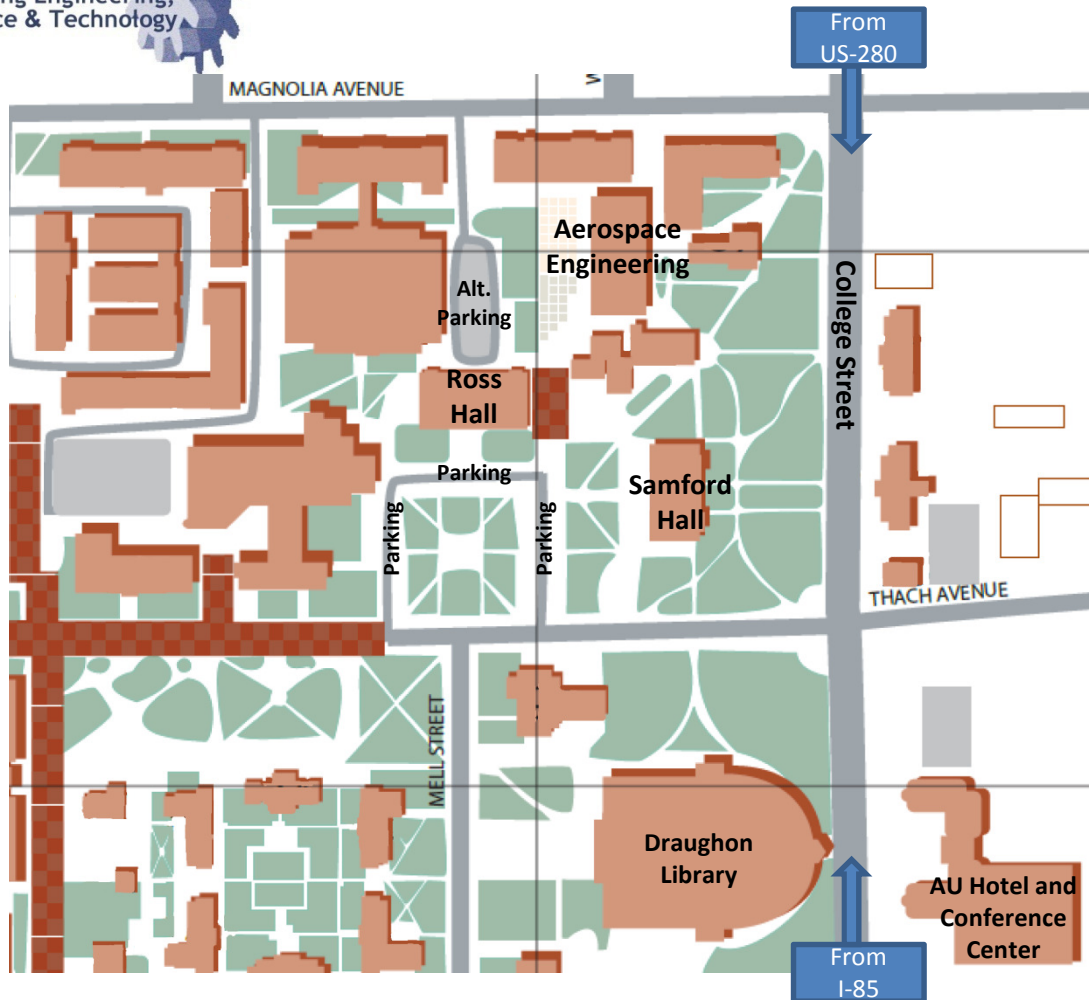 Engineering,
& Technology
From
US-280
MAGNOLIA AVENUE
Aerospace
Engineering
Alt.
Parking
College Street
Ross
Hall
Parking
Samford
Hall
Parking
Parking
THACH AVENUE
MELL STREET
Draughon
Library
AU Hotel and
Conference
Center
From
I-85